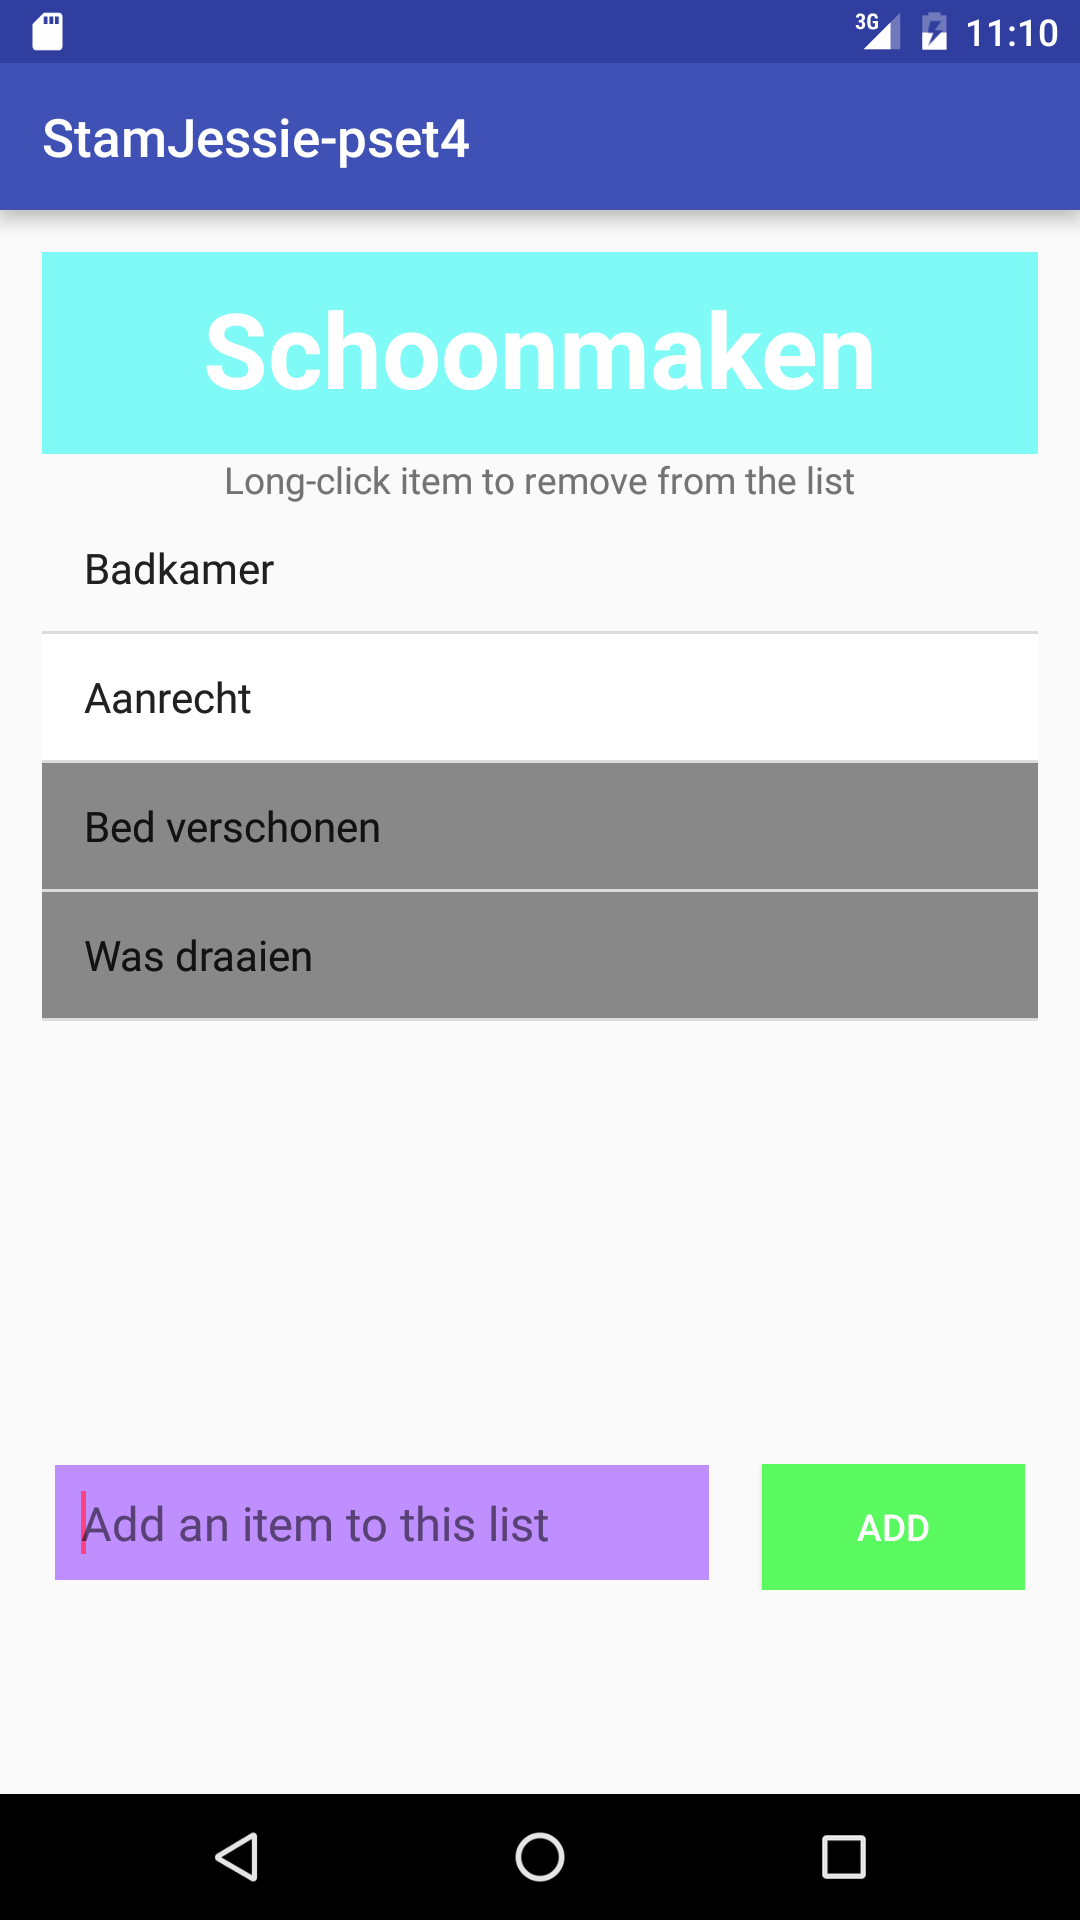 3G 11:10
StamJessie-pset4
Schoonmaken
Long-click item to remove from the list
Badkamer
Aanrecht
Bed verschonen
Was draaien
Add an item to this list
ADD